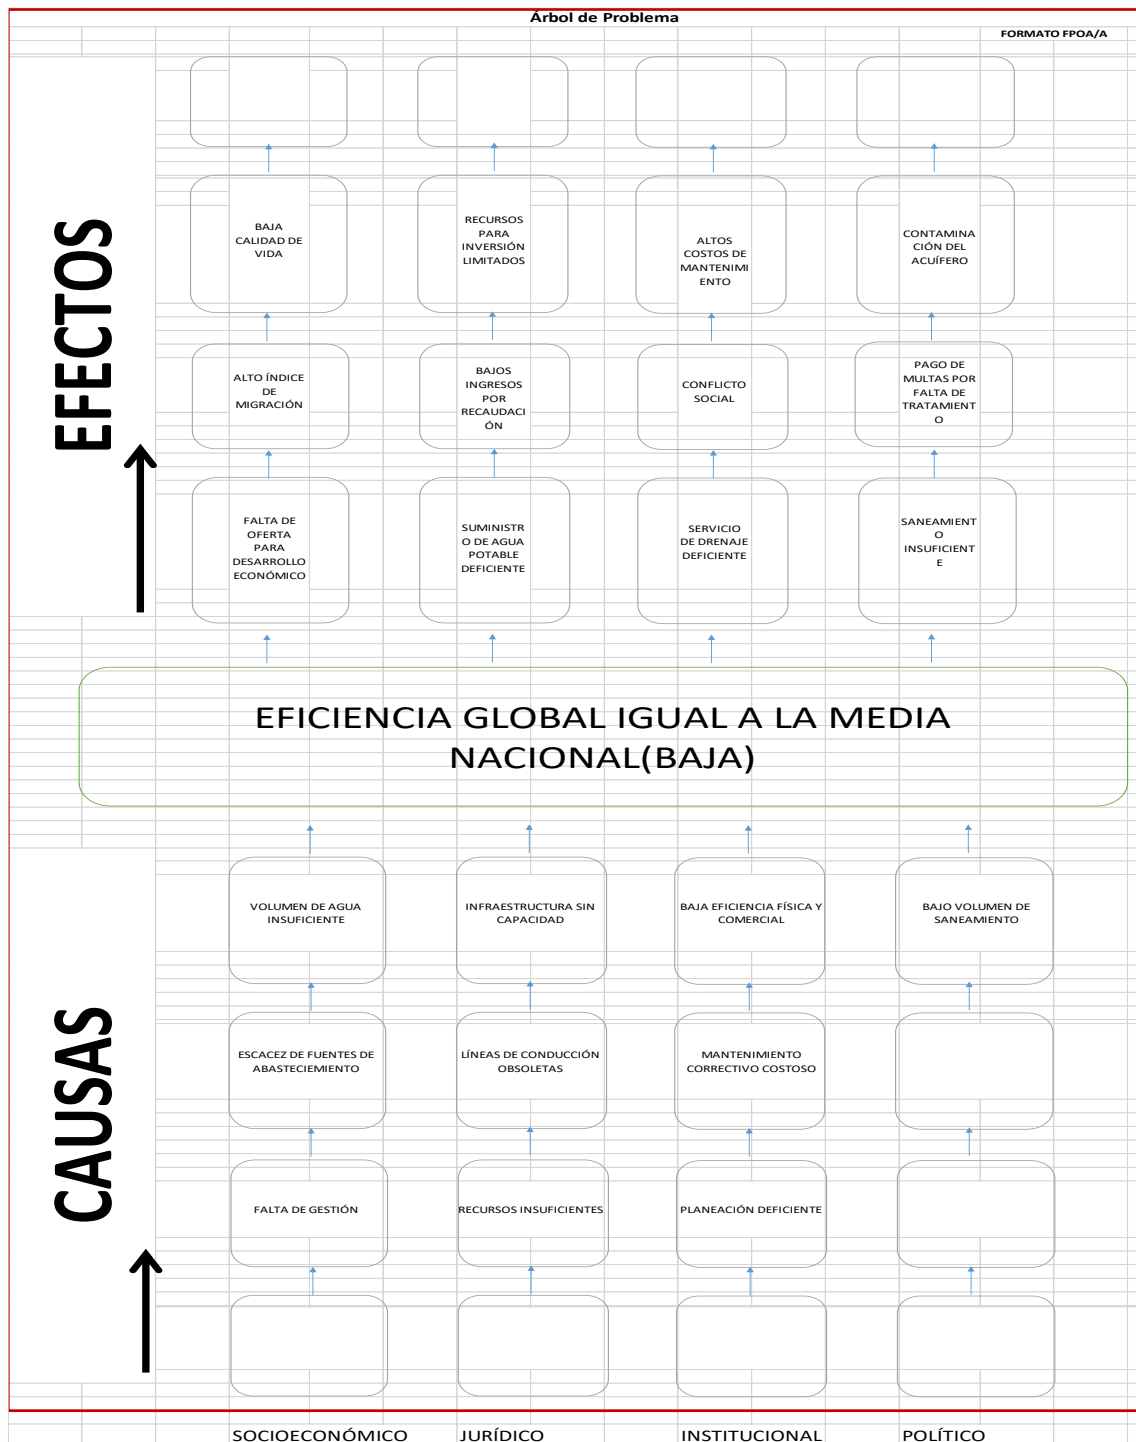 Árbol de Problema
FORMATO FPOA/A
EFECTOS
BAJA
CALIDAD DE
VIDA
RECURSOS
PARA
INVERSIÓN
LIMITADOS
ALTOS
COSTOS DE
MANTENIMI
ENTO
CONTAMINA
CIÓN DEL
ACUÍFERO
ALTO ÍNDICE
DE
MIGRACIÓN
BAJOS
INGRESOS
POR
RECAUDACI
ÓN
CONFLICTO
SOCIAL
PAGO DE
MULTAS POR
FALTA DE
TRATAMIENT
O
FALTA DE
OFERTA
PARA
DESARROLLO
ECONÓMICO
SUMINISTR
O DE AGUA
POTABLE
DEFICIENTE
SERVICIO
DE DRENAJE
DEFICIENTE
SANEAMIENT
O
INSUFICIENT
E
EFICIENCIA GLOBAL IGUAL A LA MEDIA
NACIONAL(BAJA)
CAUSAS
VOLUMEN DE AGUA
INSUFICIENTE
INFRAESTRUCTURA SIN
CAPACIDAD
BAJA EFICIENCIA FÍSICA Y
COMERCIAL
BAJO VOLUMEN DE
SANEAMIENTO
ESCACEZ DE FUENTES DE
ABASTECIEMIENTO
LÍNEAS DE CONDUCCIÓN
OBSOLETAS
MANTENIMIENTO
CORRECTIVO COSTOSO
FALTA DE GESTIÓN
RECURSOS INSUFICIENTES
PLANEACIÓN DEFICIENTE
SOCIOECONÓMICO
JURÍDICO
INSTITUCIONAL
POLÍTICO